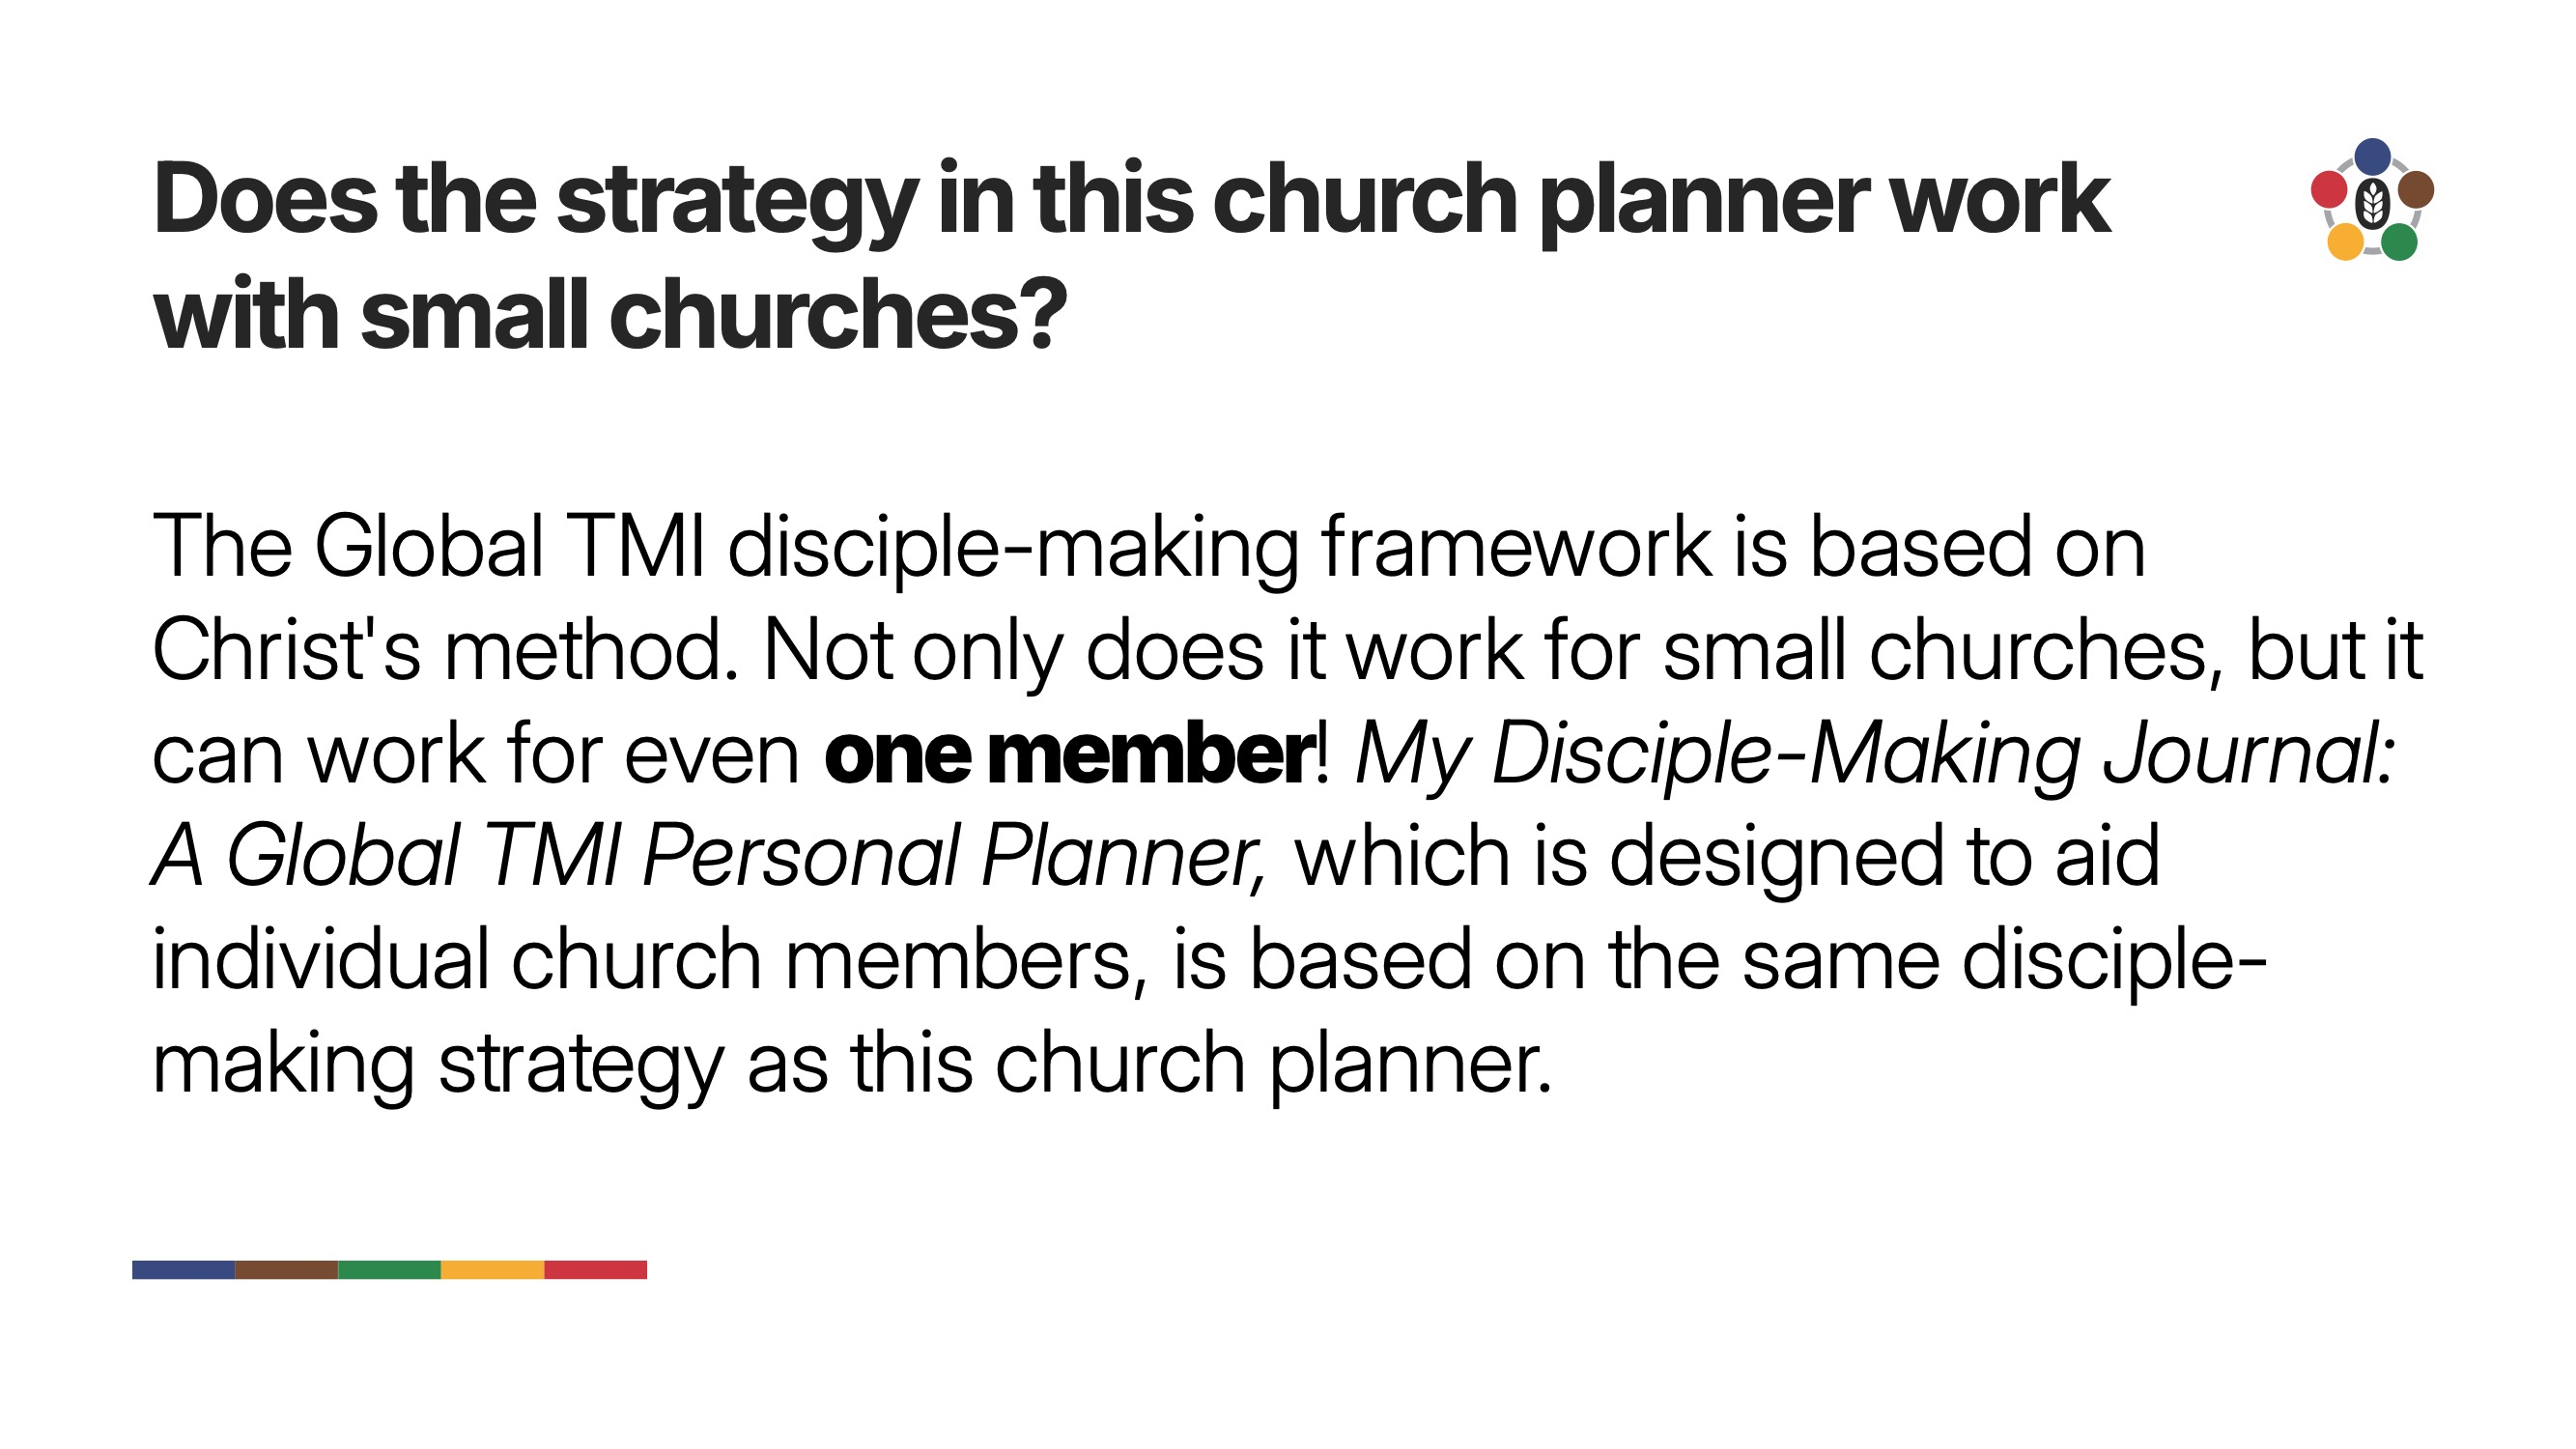 Does the strategy in this church planner work
with small churches?
The Global TMI disciple-making framework is based on
Christ's method. Not only does it work for small churches, but it
can work for even one member! My Disciple-Making Journal:
A Global TMI Personal Planner, which is designed to aid
individual church members, is based on the same disciple-
making strategy as this church planner.